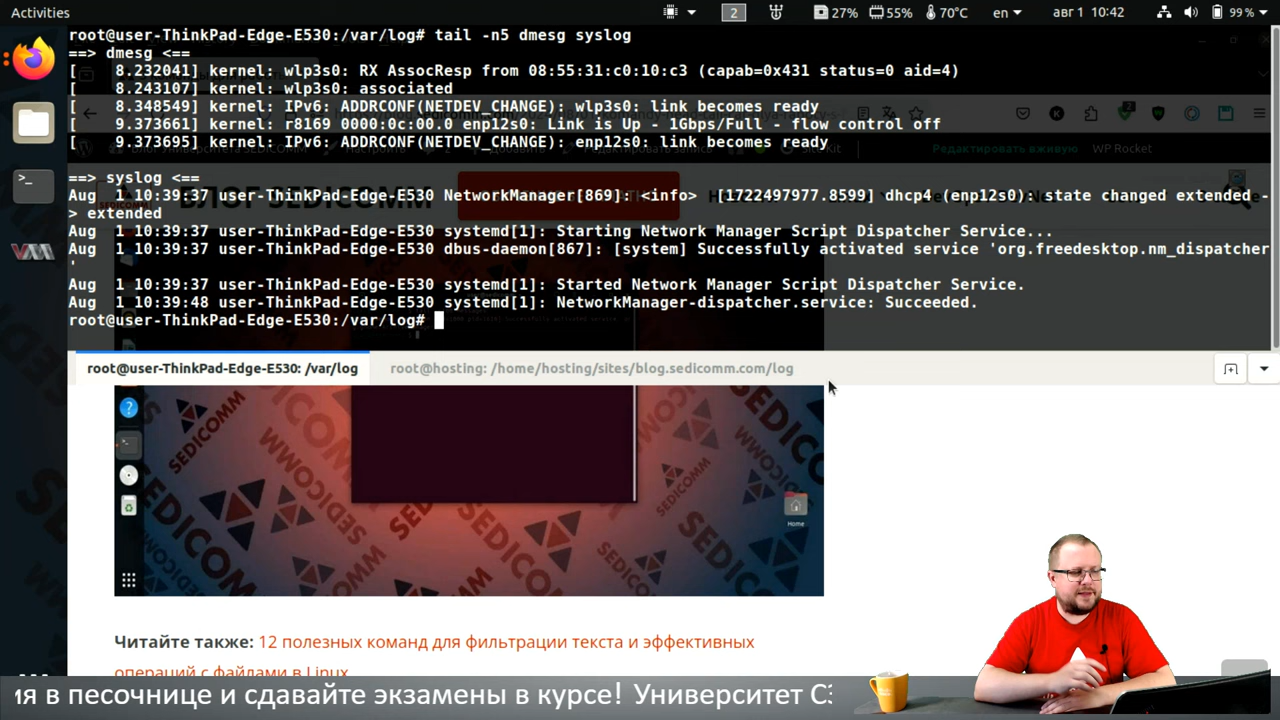 Activities
2
27%
55%
70°C
en
авг 1 10:42
99 %
root@user-ThinkPad-Edge-E530:/var/log# tail -n5 dmesg syslog
==> dmesg <==
[    8.232041] kernel: wlp3s0: RX AssocResp from 08:55:31:c0:10:c3 (capab=0x431 status=0 aid=4)
[    8.243107] kernel: wlp3s0: associated
[    8.348549] kernel: IPv6: ADDRCONF(NETDEV_CHANGE): wlp3s0: link becomes ready
[    9.373661] kernel: r8169 0000:0c:00.0 enp12s0: Link is Up - 1Gbps/Full - flow control off
[    9.373695] kernel: IPv6: ADDRCONF(NETDEV_CHANGE): enp12s0: link becomes ready
Редактировать вживую
WP Rocket
==> syslog <==
БЛОГ SEDICOMM
Aug  1 10:39:37 user-ThinkPad-Edge-E530 NetworkManager[869]: <info>  [1722497977.8599] dhcp4 (enp12s0): state changed extended -
> extended
Aug  1 10:39:37 user-ThinkPad-Edge-E530 systemd[1]: Starting Network Manager Script Dispatcher Service...
Aug  1 10:39:37 user-ThinkPad-Edge-E530 dbus-daemon[867]: [system] Successfully activated service 'org.freedesktop.nm_dispatcher
'
Aug  1 10:39:37 user-ThinkPad-Edge-E530 systemd[1]: Started Network Manager Script Dispatcher Service.
Aug  1 10:39:48 user-ThinkPad-Edge-E530 systemd[1]: NetworkManager-dispatcher.service: Succeeded.
root@user-ThinkPad-Edge-E530:/var/log#
root@user-ThinkPad-Edge-E530: /var/log
root@hosting: /home/hosting/sites/blog.sedicomm.com/log
SEDICOMM
Home
Читайте также: 12 полезных команд для фильтрации текста и эффективных
операций с файлами в Linux
ия в песочнице и сдавайте экзамены в курсе! Университет СЭ